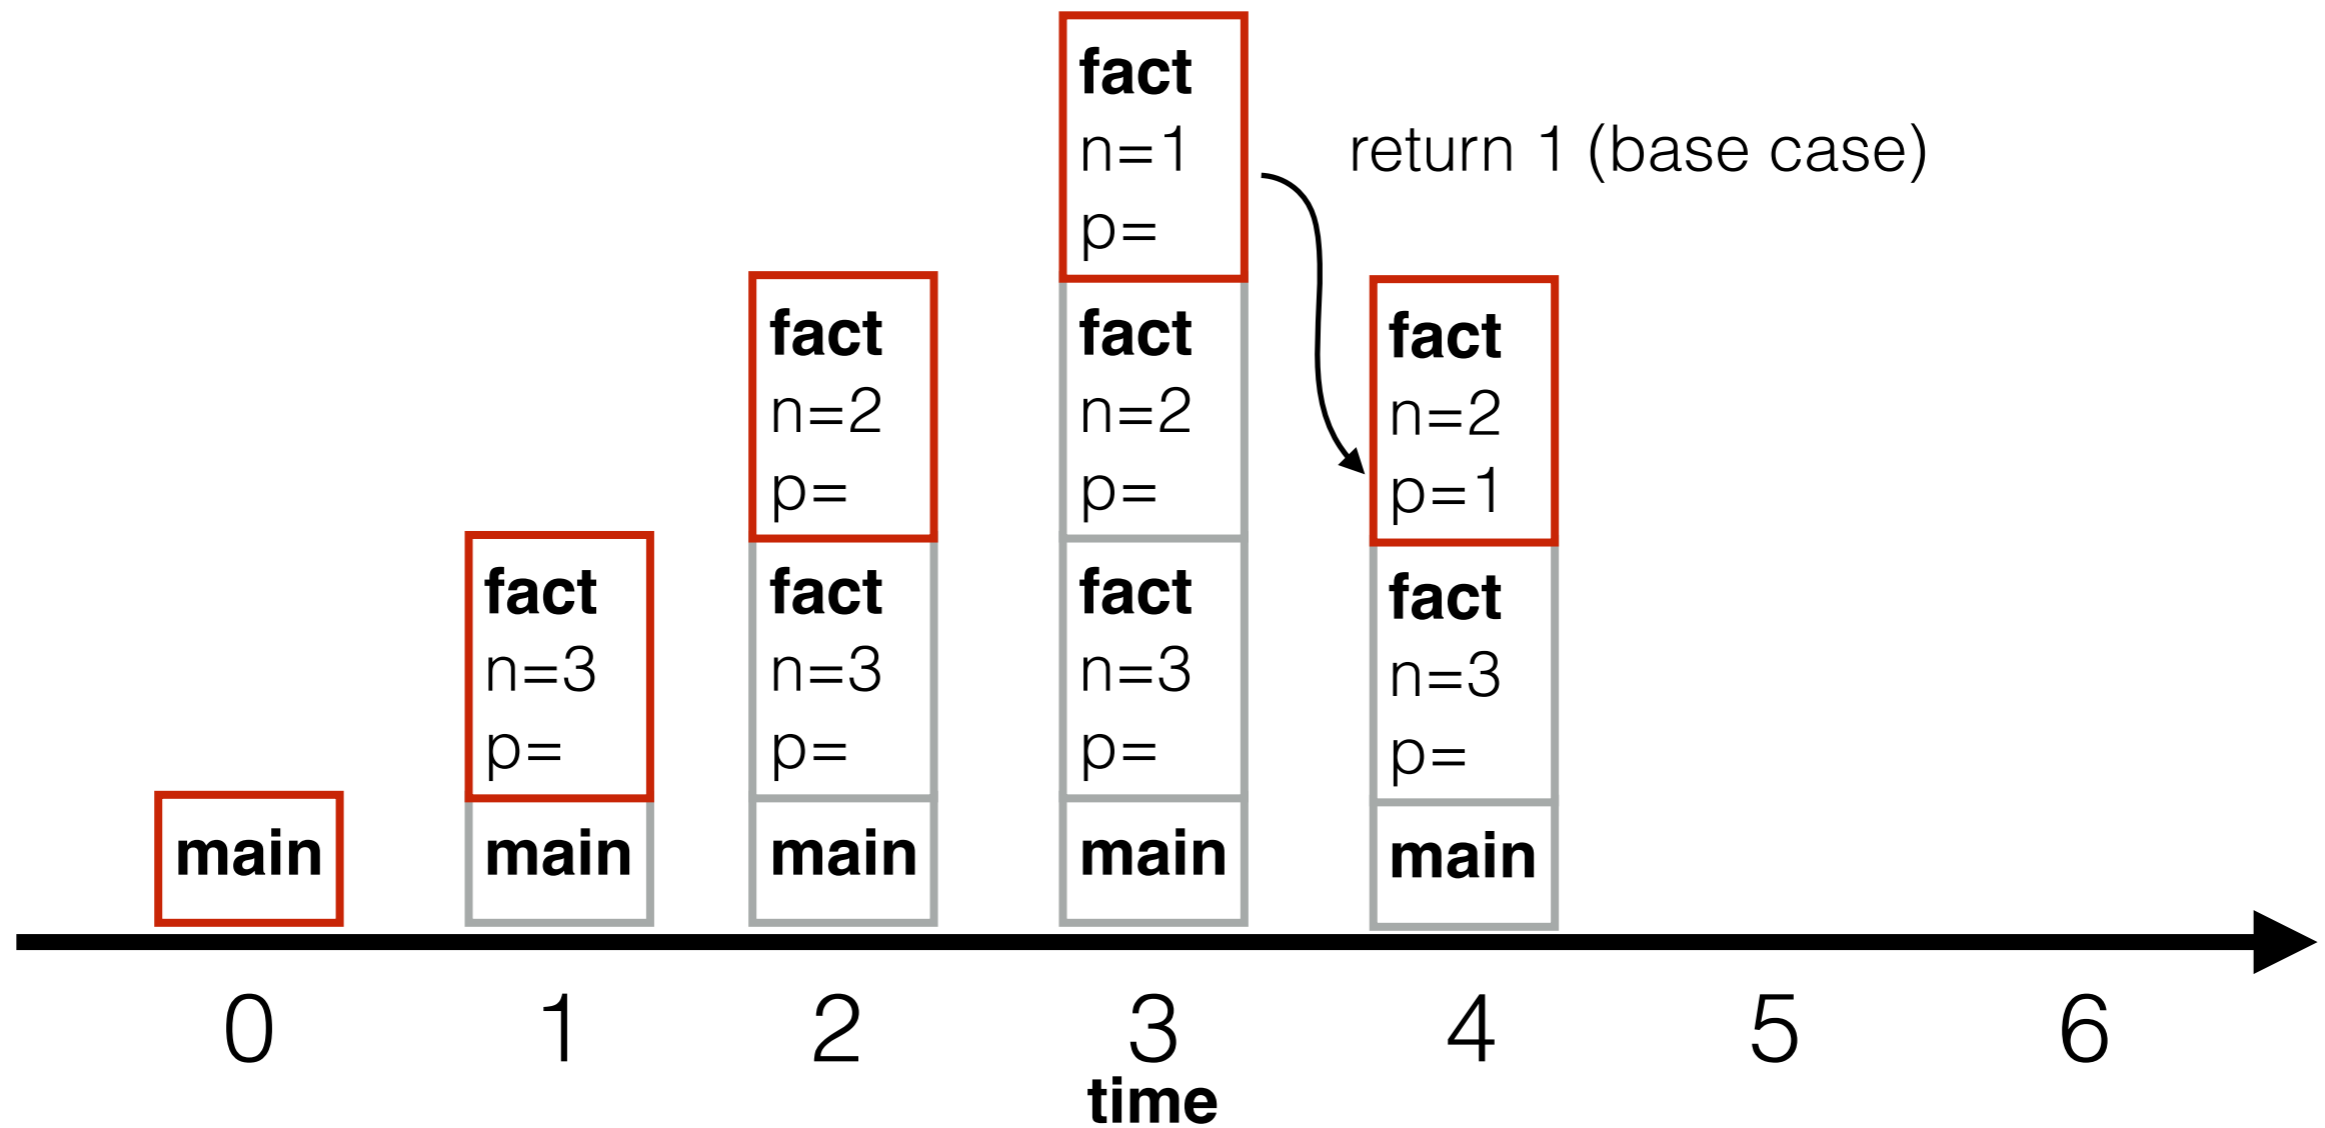 main
fact
n=3
p=
main
fact
n=2
p=
fact
n=3
p=
main
fact
n=1
p=
fact
n=2
p=
fact
n=3
p=
main
return 1 (base case)
fact
n=2
p=1
fact
n=3
p=
main
0 1 2 3 4 5 6
time